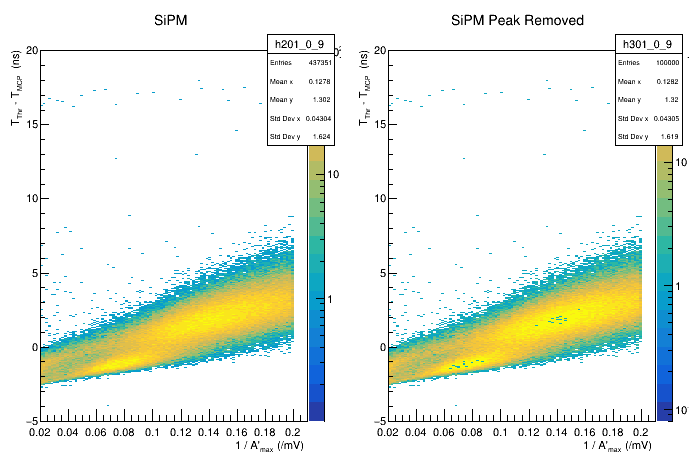 SiPM
h201_0_9
Entries 437351
Mean x 0.1278
Mean y 1.302
Std Dev x 0.04304
Std Dev y 1.624
T_Thr - T_MCP (ns)
20
15
10
5
0
−5
0.02 0.04 0.06 0.08 0.1 0.12 0.14 0.16 0.18 0.2
1 / A'_max (/mV)
10
1
SiPM Peak Removed
h301_0_9
Entries 100000
Mean x 0.1282
Mean y 1.32
Std Dev x 0.04305
Std Dev y 1.619
T_Thr - T_MCP (ns)
20
15
10
5
0
−5
0.02 0.04 0.06 0.08 0.1 0.12 0.14 0.16 0.18 0.2
1 / A'_max (/mV)
10
1
10